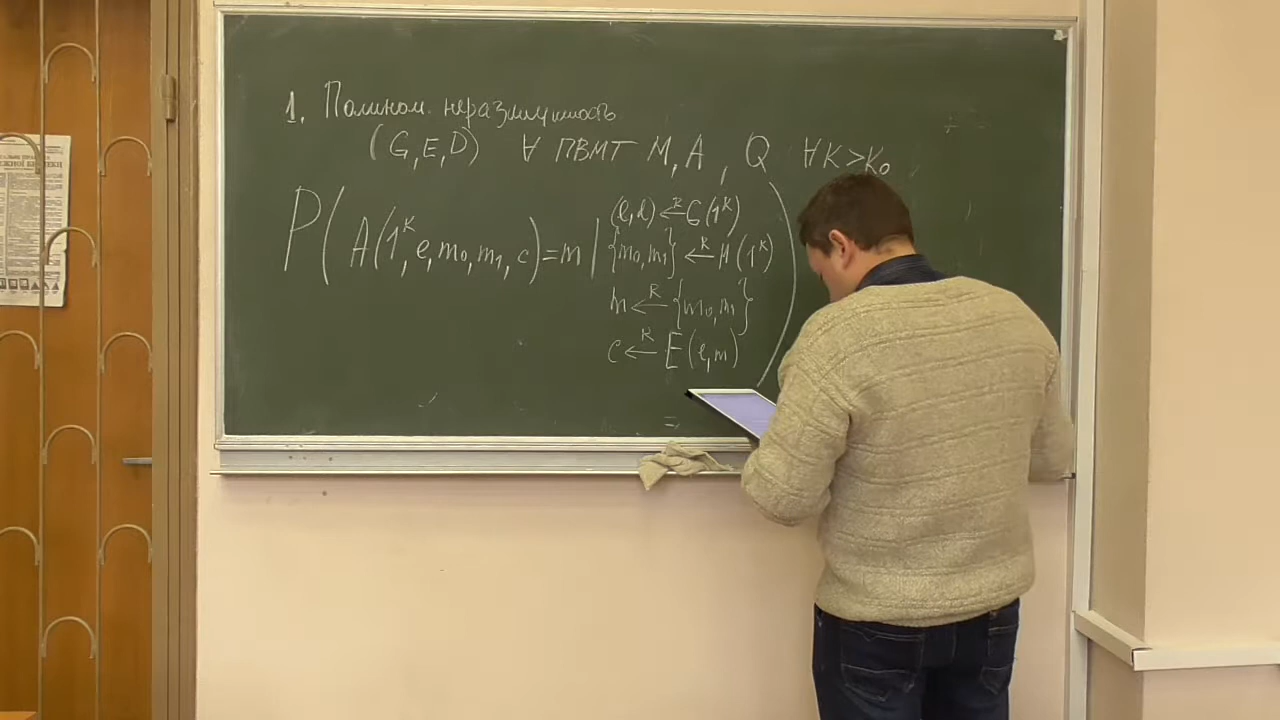 1. Полином. неразличимость
(G,E,D) ∀ ПВМТ M,A, Q ∀K>K₀
(e,d) ←ᴿ G(1ᴷ)
P(A(1ᴷ,e,m₀,m₁,c)=m | {m₀,m₁} ←ᴿ M(1ᴷ)
m ←ᴿ {m₀,m₁}
c ←ᴿ E(e,m)
)